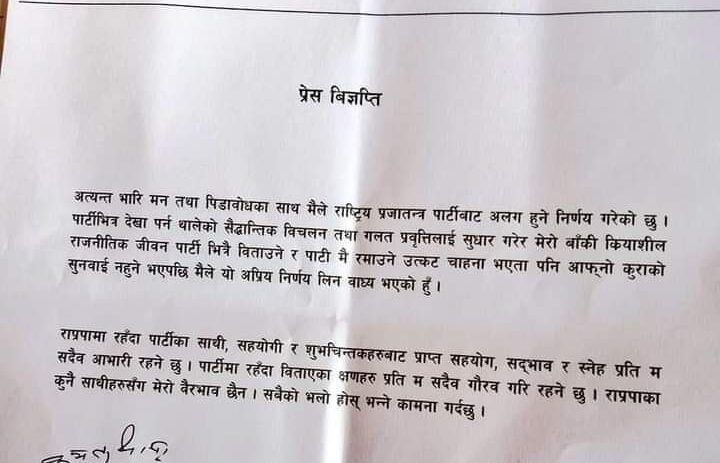 प्रेस बिज्ञप्ति
अत्यन्त भारि मन तथा पिडावोधका साथ मैले राष्ट्रिय प्रजातन्त्र पार्टीबाट अलग हुने निर्णय गरेको छु ।
पार्टीभित्र देखा पर्न थालेको सैद्धान्तिक विचलन तथा गलत प्रवृत्तिलाई सुधार गरेर मेरो बाँकी कियाशील
राजनीतिक जीवन पार्टी भित्रै विताउने र पाटी मै रमाउने उत्कट चाहना भएता पनि आफ्नो कुराको
सुनवाई नहुने भएपछि मैले यो अप्रिय निर्णय लिन वाध्य भएको हुँ ।
राप्रपामा रहँदा पार्टीका साथी, सहयोगी र शुभचिन्तकहरुबाट प्राप्त सहयोग, सद्भाव र स्नेह प्रति म
सदैव आभारी रहने छु । पार्टीमा रहँदा विताएका क्षणहरु प्रति म सदैव गौरव गरि रहने छु । राप्रपाका
कुनै साथीहरुसँग मेरो वैरभाव छैन । सबैको भलो होस् भन्ने कामना गर्दछु ।